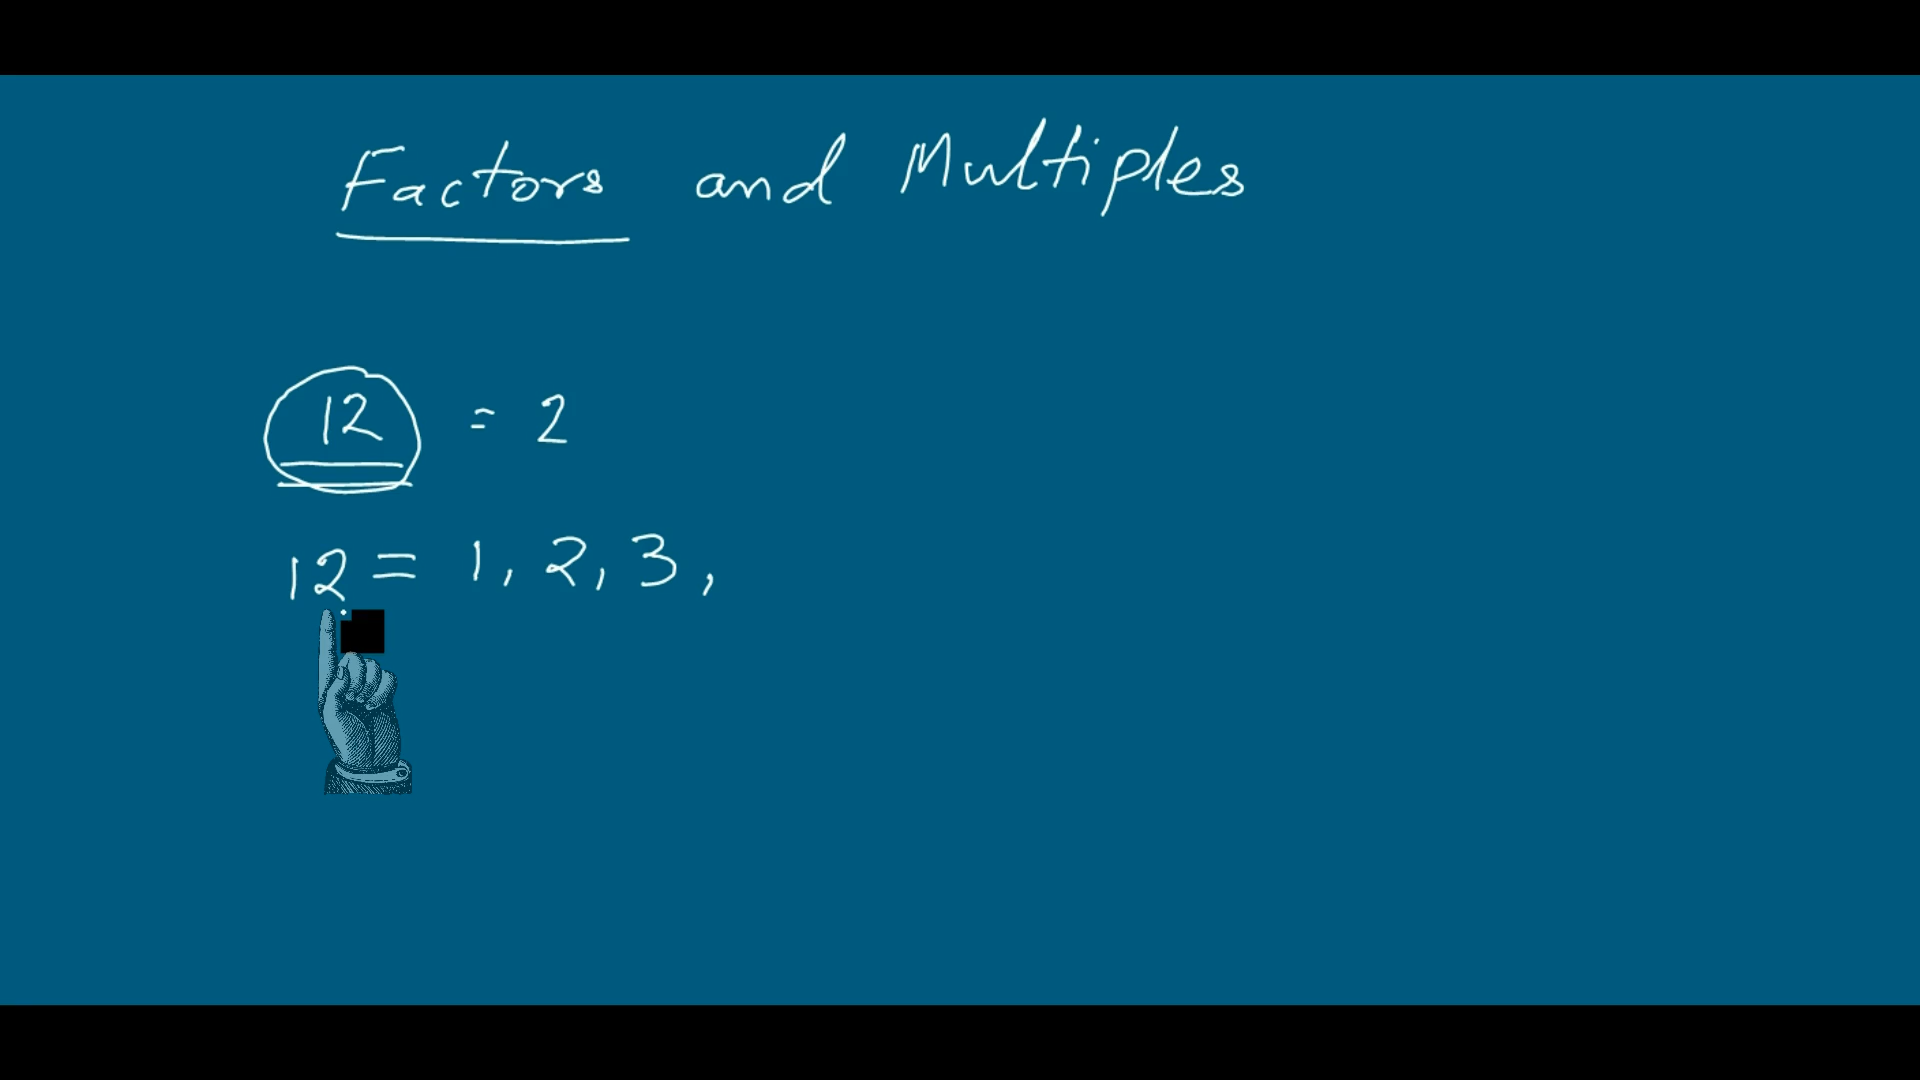 Factors and Multiples
12 = 2
12 = 1, 2, 3,